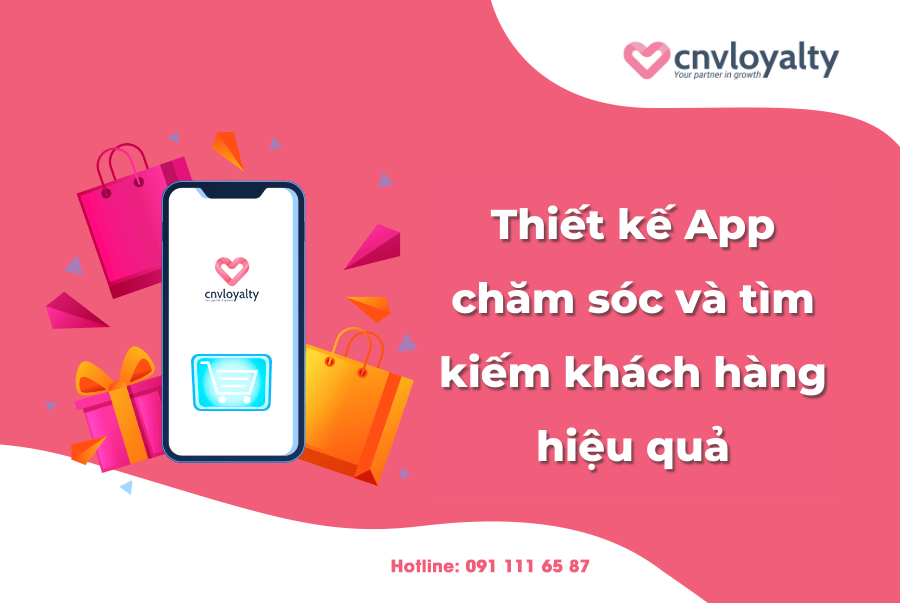 cnvloyalty
Your partner in growth
cnvloyalty
Thiết kế App
chăm sóc và tìm
kiếm khách hàng
hiệu quả
Hotline: 091 111 65 87